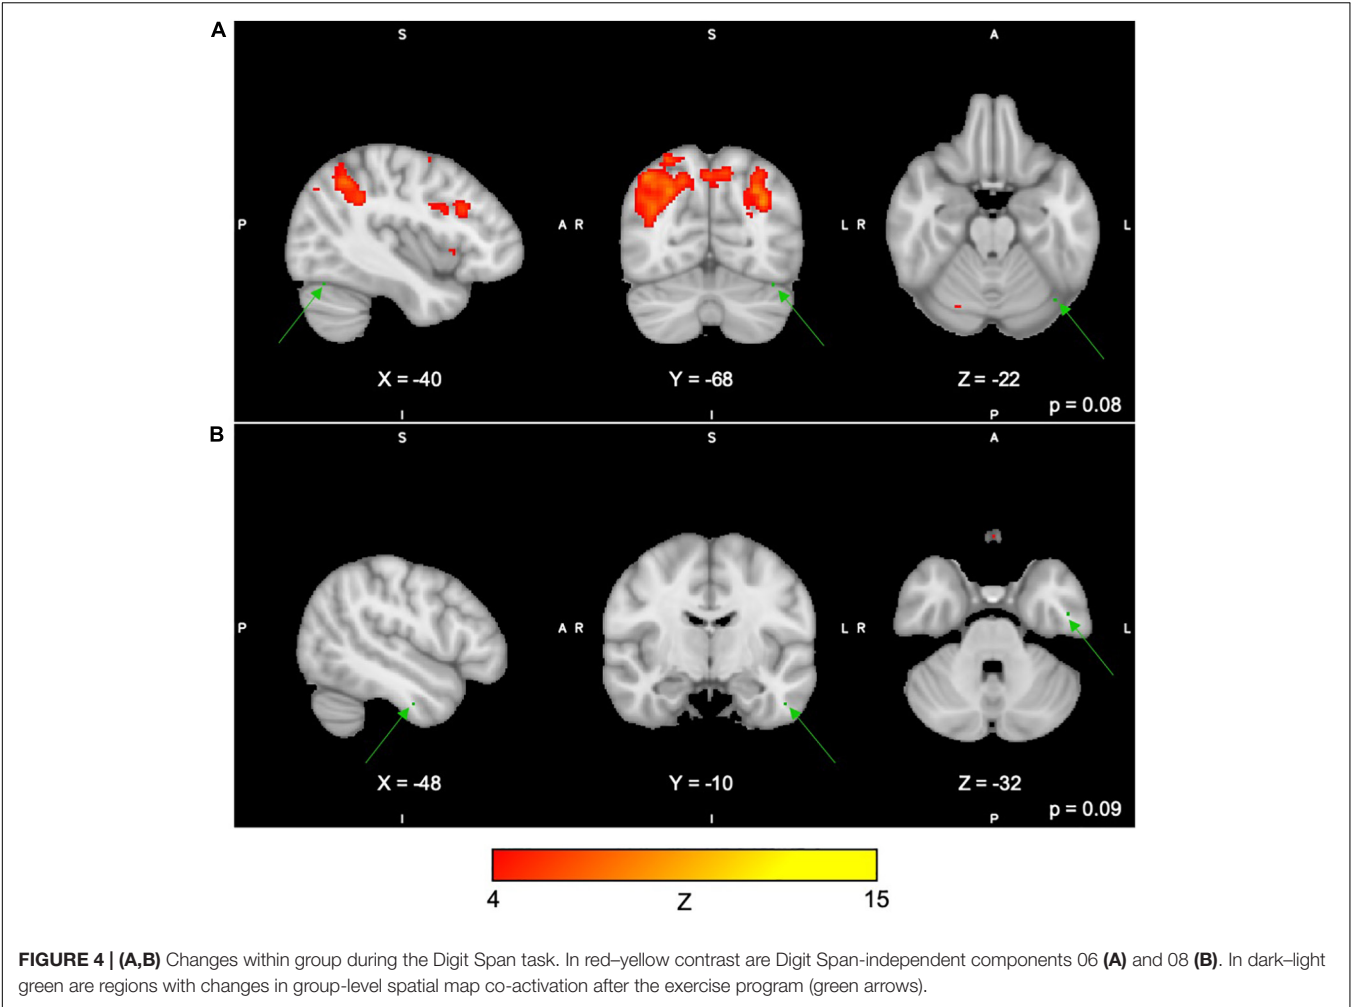 A
S S A
P A R L R L
X = -40 Y = -68 Z = -22
I I P p = 0.08
B
S S A
P A R L R L
X = -48 Y = -10 Z = -32
p = 0.09
I I P
4 Z 15
FIGURE 4 | (A,B) Changes within group during the Digit Span task. In red–yellow contrast are Digit Span-independent components 06 (A) and 08 (B). In dark–light
green are regions with changes in group-level spatial map co-activation after the exercise program (green arrows).